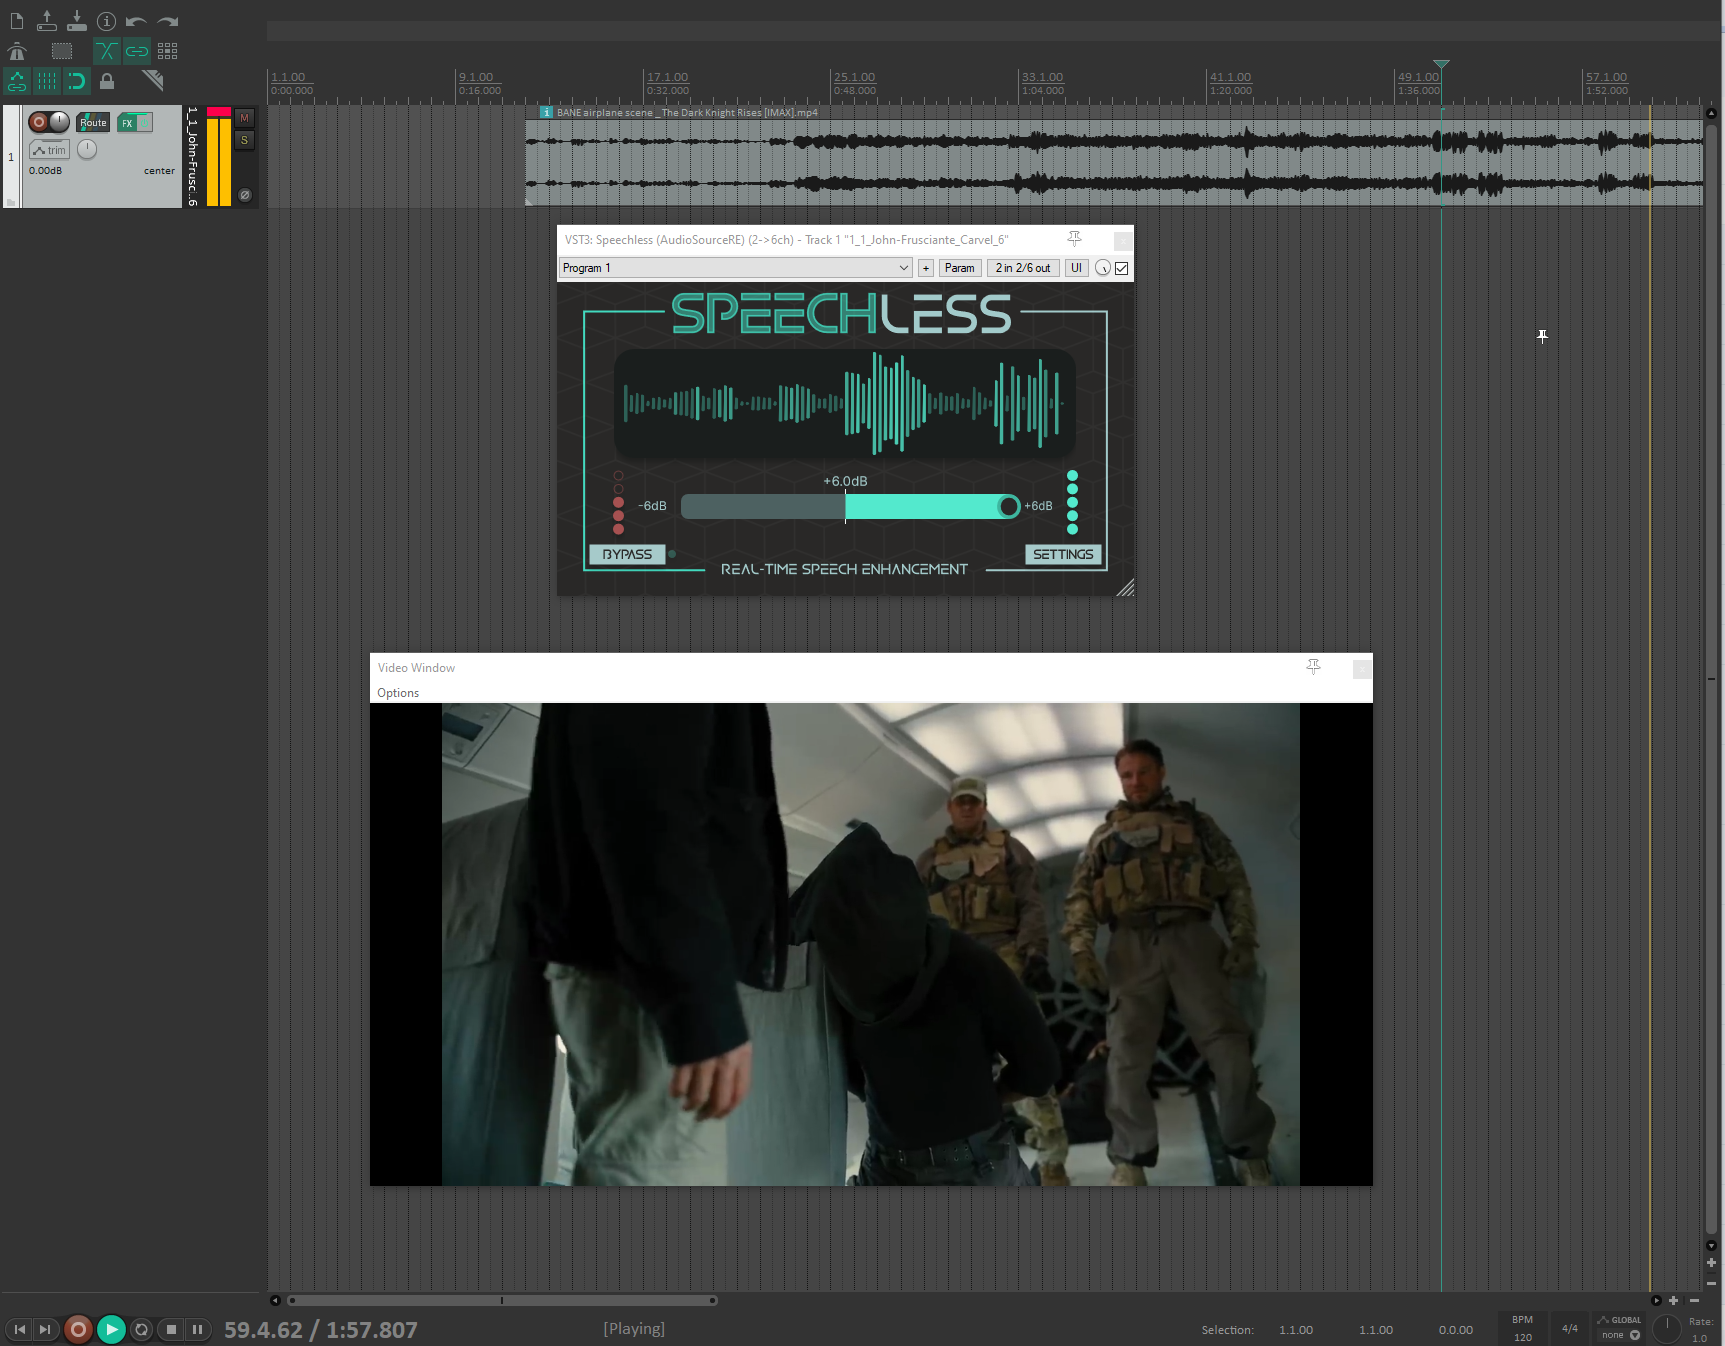 1.1.00
0:00.000
9.1.00
0:16.000
17.1.00
0:32.000
25.1.00
0:48.000
33.1.00
1:04.000
41.1.00
1:20.000
49.1.00
1:36.000
57.1.00
1:52.000
1
Route
FX
trim
0.00dB
center
1_1_John-Frusci..6
M
S
i BANE airplane scene _ The Dark Knight Rises [IMAX].mp4
VST3: Speechless (AudioSourceRE) (2->6ch) - Track 1 "1_1_John-Frusciante_Carvel_6"
Program 1
+
Param
2 in 2/6 out
UI
SPEECHLESS
+6.0dB
-6dB
+6dB
BYPASS
SETTINGS
REAL-TIME SPEECH ENHANCEMENT
Video Window
Options
59.4.62 / 1:57.807
[Playing]
Selection:
1.1.00
1.1.00
0.0.00
BPM
120
4/4
GLOBAL
none
Rate:
1.0